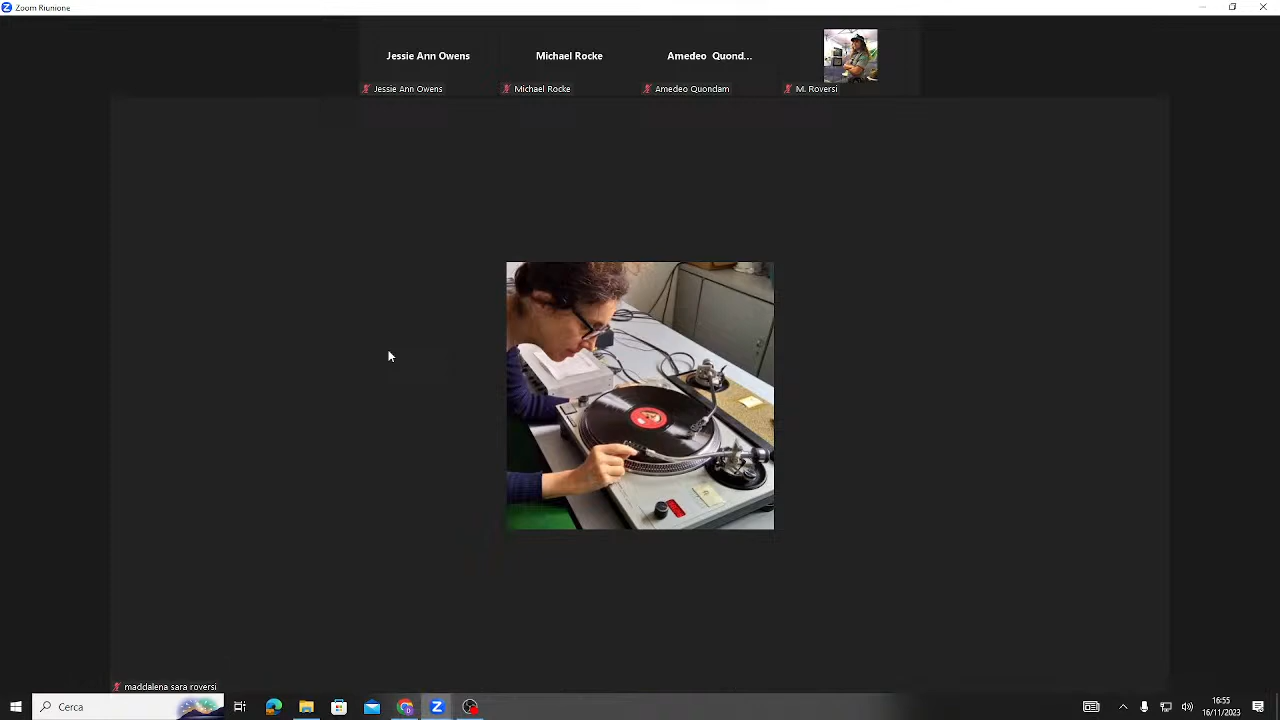 Zoom Riunione
Jessie Ann Owens
Michael Rocke
Amedeo Quond...
Jessie Ann Owens
Michael Rocke
Amedeo Quondam
M. Roversi
maddalena sara roversi
Cerca
16:55
16/11/2023